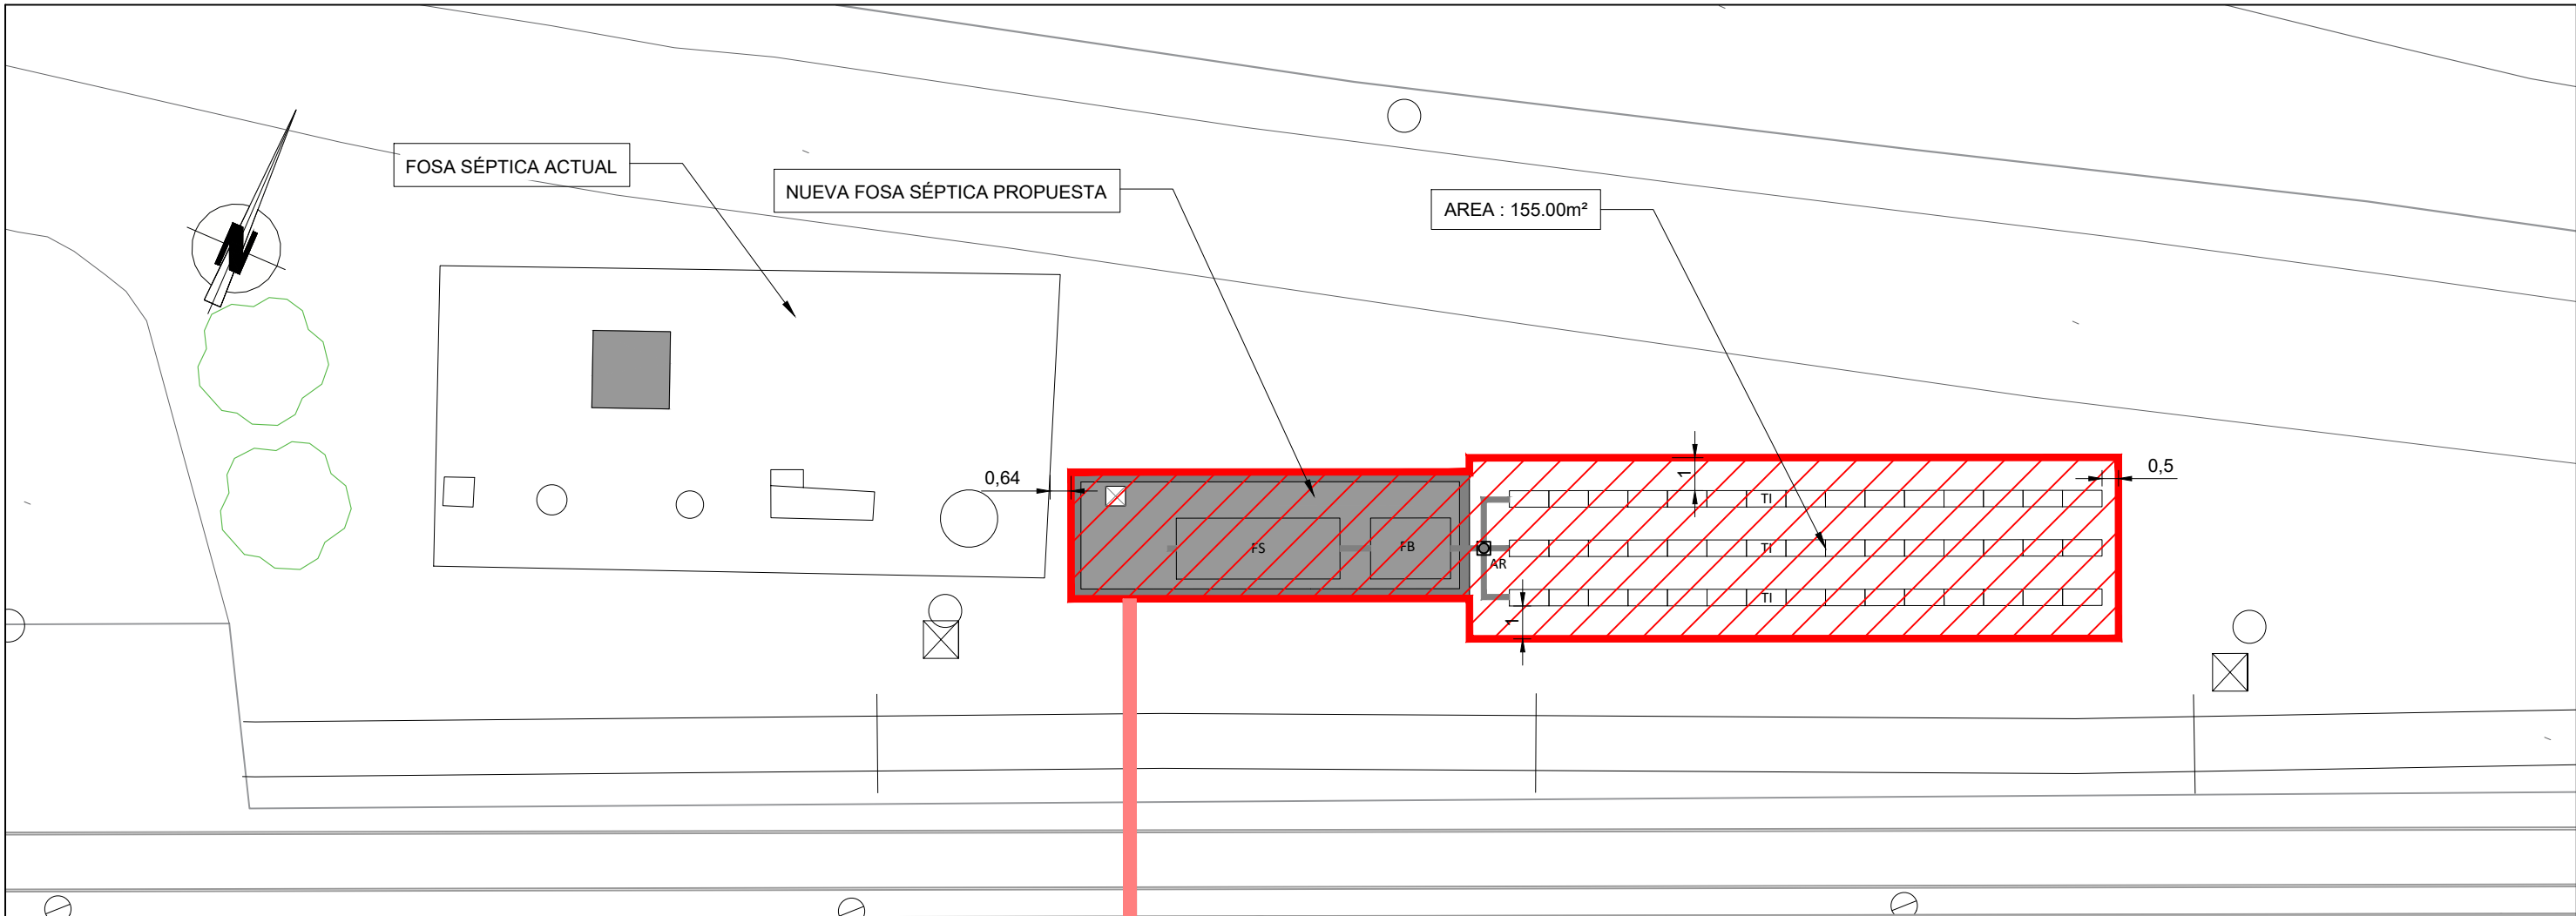 FOSA SÉPTICA ACTUAL
NUEVA FOSA SÉPTICA PROPUESTA
AREA : 155.00m²
N
0,64
1
0,5
TI
FS
FB
TI
AR
TI
1